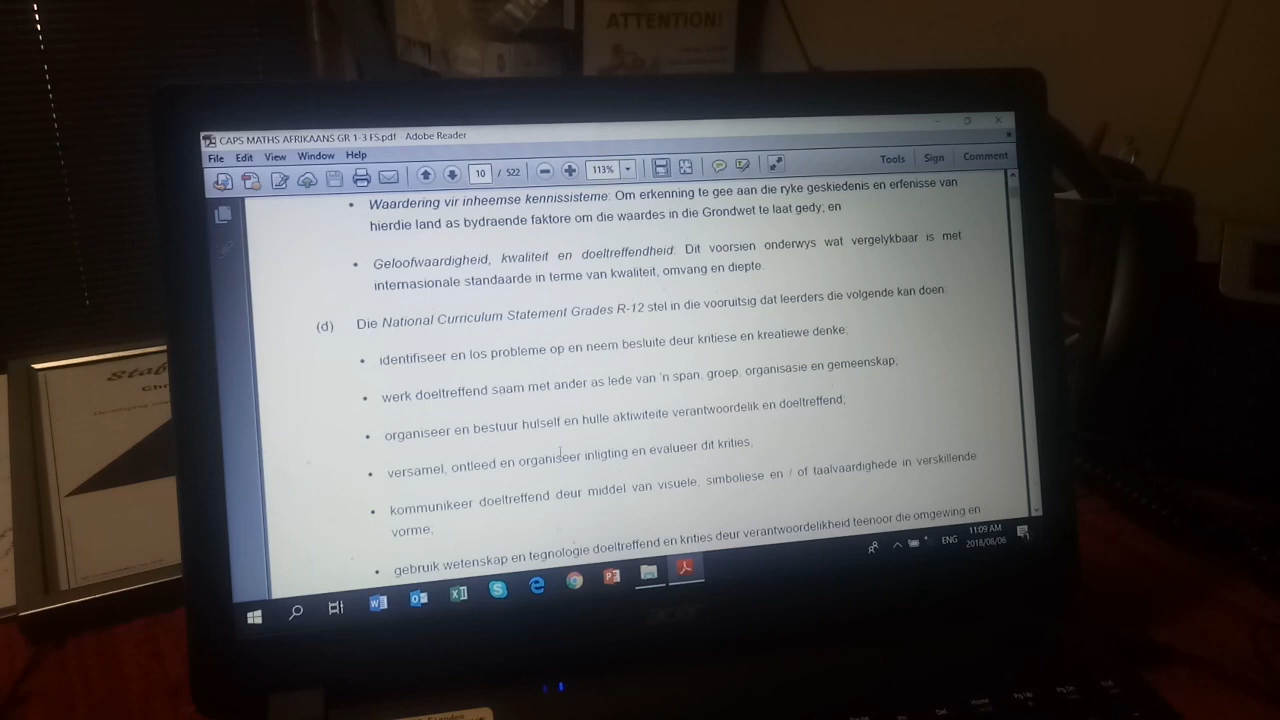 ATTENTION!
CAPS MATHS AFRIKAANS GR 1-3 FS.pdf - Adobe Reader
File Edit View Window Help
10 / 522 113% Tools Sign Comment
• Waardering vir inheemse kennissisteme: Om erkenning te gee aan die ryke geskiedenis en erfenisse van
hierdie land as bydraende faktore om die waardes in die Grondwet te laat gedy; en
• Geloofwaardigheid, kwaliteit en doeltreffendheid: Dit voorsien onderwys wat vergelykbaar is met
internasionale standaarde in terme van kwaliteit, omvang en diepte.
(d) Die National Curriculum Statement Grades R-12 stel in die vooruitsig dat leerders die volgende kan doen:
• identifiseer en los probleme op en neem besluite deur kritiese en kreatiewe denke;
• werk doeltreffend saam met ander as lede van 'n span, groep, organisasie en gemeenskap;
• organiseer en bestuur hulself en hulle aktiwiteite verantwoordelik en doeltreffend;
• versamel, ontleed en organiseer inligting en evalueer dit krities;
• kommunikeer doeltreffend deur middel van visuele, simboliese en / of taalvaardighede in verskillende
vorme;
• gebruik wetenskap en tegnologie doeltreffend en krities deur verantwoordelikheid teenoor die omgewing en
ENG 11:09 AM
2018/08/06
acer
Home PgUp PgDn End
Del